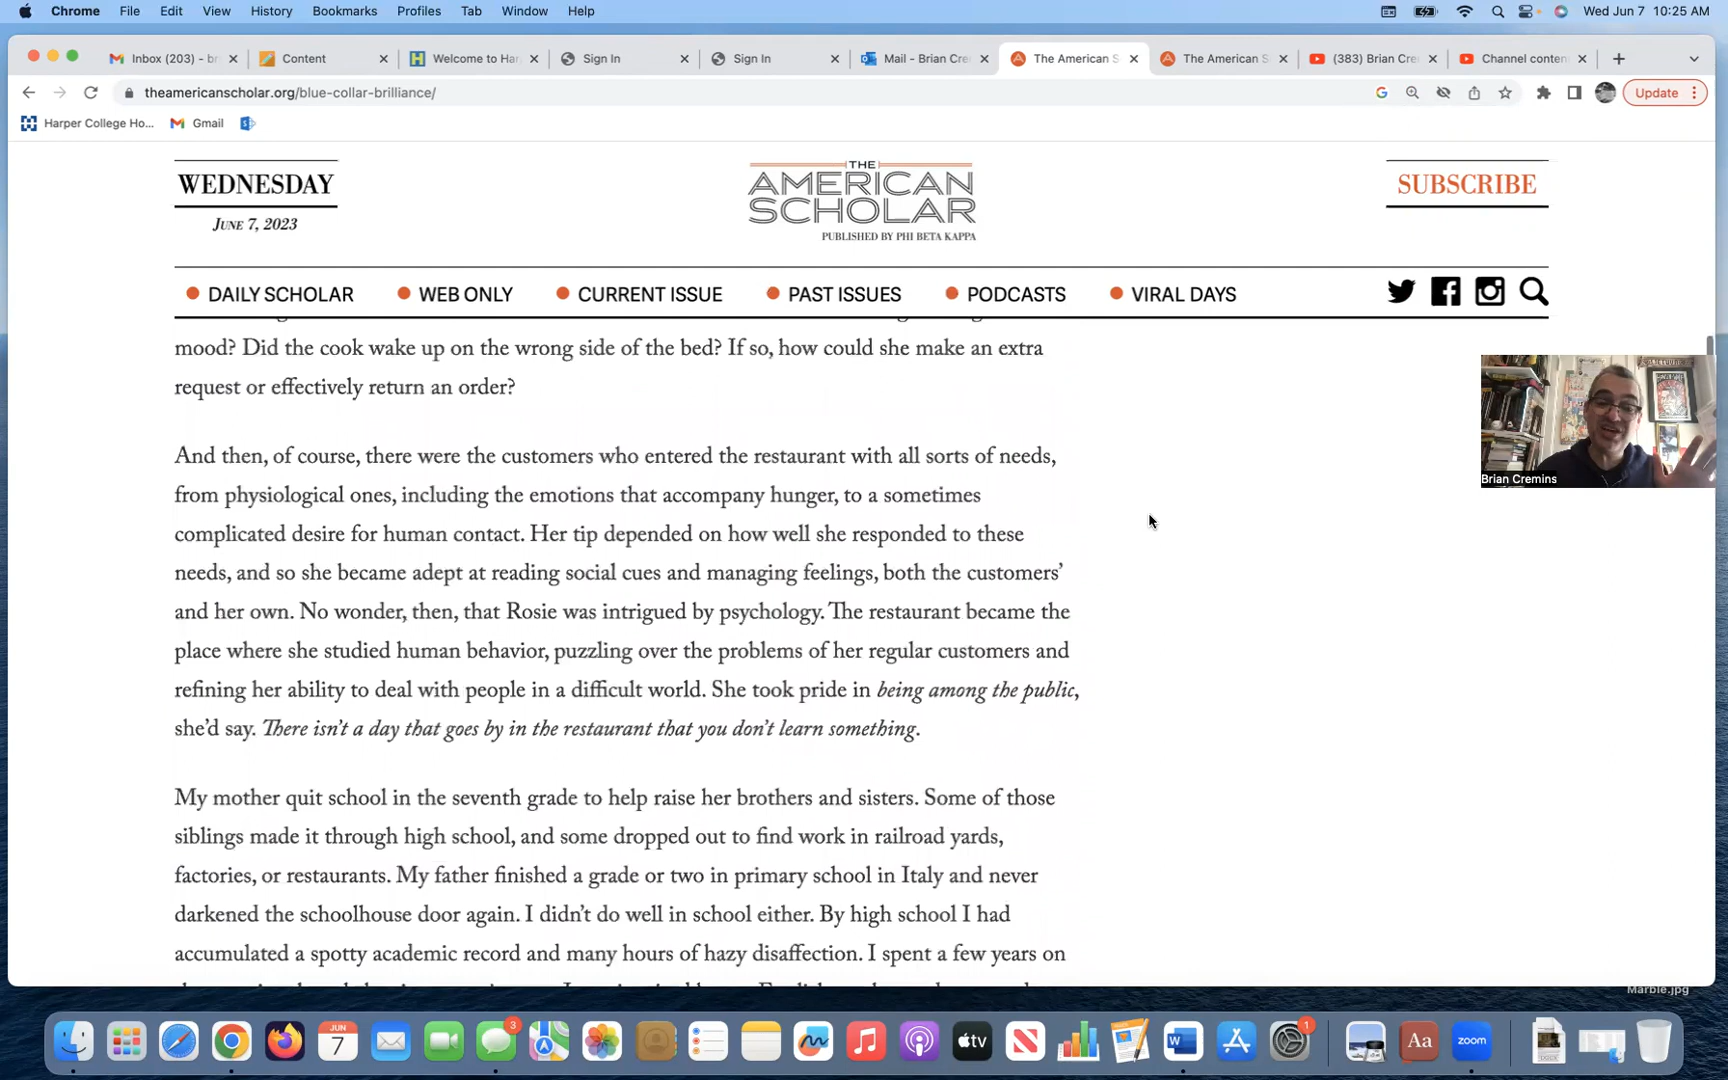 Chrome File Edit View History Bookmarks Profiles Tab Window Help Wed Jun 7 10:25 AM
Inbox (203) - b Content Welcome to Har Sign In Sign In Mail - Brian Cre The American S The American S (383) Brian Cre Channel conten
theamericanscholar.org/blue-collar-brilliance/ Update
Harper College Ho... Gmail
WEDNESDAY
JUNE 7, 2023
THE
AMERICAN
SCHOLAR
PUBLISHED BY PHI BETA KAPPA
SUBSCRIBE
DAILY SCHOLAR WEB ONLY CURRENT ISSUE PAST ISSUES PODCASTS VIRAL DAYS
mood? Did the cook wake up on the wrong side of the bed? If so, how could she make an extra
request or effectively return an order?
And then, of course, there were the customers who entered the restaurant with all sorts of needs,
from physiological ones, including the emotions that accompany hunger, to a sometimes
complicated desire for human contact. Her tip depended on how well she responded to these
needs, and so she became adept at reading social cues and managing feelings, both the customers’
and her own. No wonder, then, that Rosie was intrigued by psychology. The restaurant became the
place where she studied human behavior, puzzling over the problems of her regular customers and
refining her ability to deal with people in a difficult world. She took pride in being among the public,
she’d say. There isn’t a day that goes by in the restaurant that you don’t learn something.
My mother quit school in the seventh grade to help raise her brothers and sisters. Some of those
siblings made it through high school, and some dropped out to find work in railroad yards,
factories, or restaurants. My father finished a grade or two in primary school in Italy and never
darkened the schoolhouse door again. I didn’t do well in school either. By high school I had
accumulated a spotty academic record and many hours of hazy disaffection. I spent a few years on
Brian Cremins
Marble.jpg
JUN
7
3
tv
Aa
1
zoom